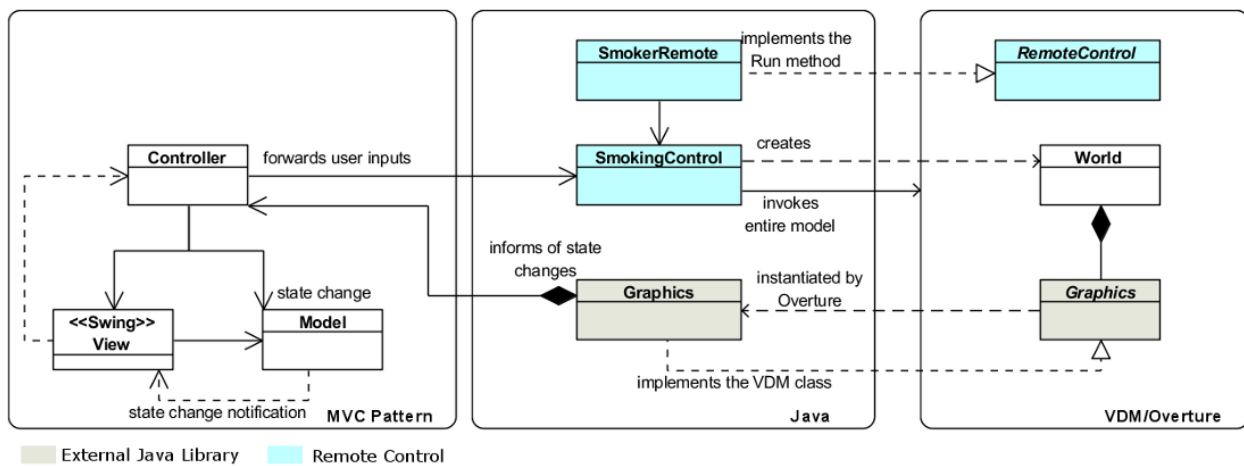 SmokerRemote
implements the
Run method
RemoteControl
Controller
forwards user inputs
SmokingControl
creates
World
invokes
entire model
informs of state
changes
Graphics
instantiated by
Overture
Graphics
state change
<<Swing>>
View
Model
implements the VDM class
state change notification
MVC Pattern
Java
VDM/Overture
External Java Library
Remote Control